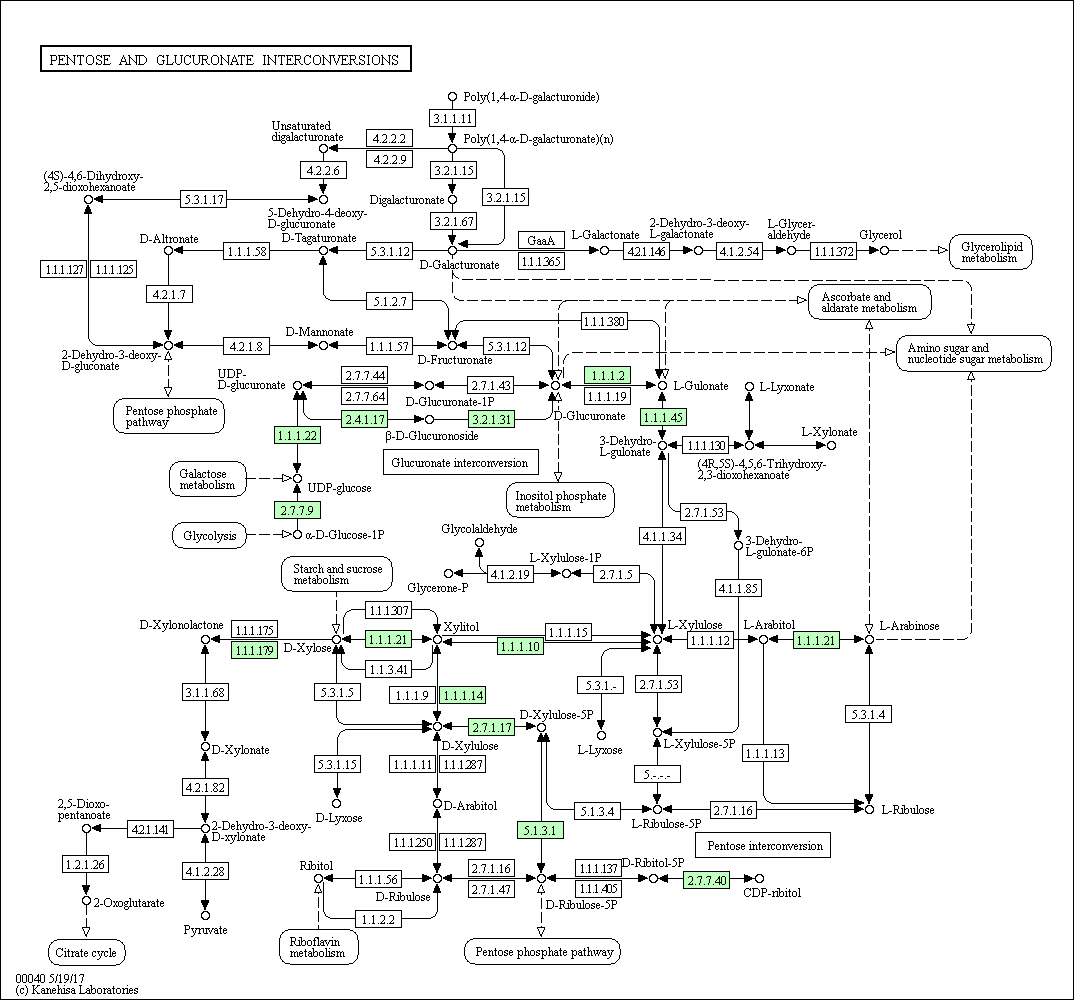 PENTOSE AND GLUCURONATE INTERCONVERSIONS
Poly(1,4-α-D-galacturonide)
3.1.1.11
Unsaturated
digalacturonate
4.2.2.2
Poly(1,4-α-D-galacturonate)(n)
4.2.2.9
4.2.2.6
3.2.1.15
(4S)-4,6-Dihydroxy-
2,5-dioxohexanoate
5.3.1.17
Digalacturonate
3.2.1.15
5-Dehydro-4-deoxy-
D-glucuronate
3.2.1.67
D-Altronate
1.1.1.58
D-Tagaturonate
5.3.1.12
D-Galacturonate
GaaA
1.1.1.365
L-Galactonate
4.2.1.146
2-Dehydro-3-deoxy-
L-galactonate
4.1.2.54
L-Glycer-
aldehyde
1.1.1.372
Glycerol
Glycerolipid
metabolism
1.1.1.127
1.1.1.125
4.2.1.7
5.1.2.7
Ascorbate and
aldarate metabolism
1.1.1.380
2-Dehydro-3-deoxy-
D-gluconate
4.2.1.8
D-Mannonate
1.1.1.57
D-Fructuronate
5.3.1.12
Amino sugar and
nucleotide sugar metabolism
UDP-
D-glucuronate
2.7.7.44
2.7.7.64
D-Glucuronate-1P
2.7.1.43
1.1.1.2
1.1.1.19
L-Gulonate
L-Lyxonate
Pentose phosphate
pathway
2.4.1.17
β-D-Glucuronoside
3.2.1.31
D-Glucuronate
1.1.1.45
1.1.1.22
Glucuronate interconversion
3-Dehydro-
L-gulonate
1.1.1.130
L-Xylonate
(4R,5S)-4,5,6-Trihydroxy-
2,3-dioxohexanoate
Galactose
metabolism
UDP-glucose
Inositol phosphate
metabolism
2.7.7.9
2.7.1.53
Glycolysis
α-D-Glucose-1P
Glycolaldehyde
4.1.1.34
3-Dehydro-
L-gulonate-6P
Starch and sucrose
metabolism
Glycerone-P
4.1.2.19
L-Xylulose-1P
2.7.1.5
4.1.1.85
1.1.1.307
D-Xylonolactone
1.1.1.175
1.1.1.179
D-Xylose
1.1.1.21
Xylitol
1.1.1.15
1.1.1.10
L-Xylulose
1.1.1.12
L-Arabitol
1.1.1.21
L-Arabinose
1.1.3.41
3.1.1.68
5.3.1.5
1.1.1.9
1.1.1.14
5.3.1.-
2.7.1.53
5.3.1.4
D-Xylonate
D-Xylulose
2.7.1.17
D-Xylulose-5P
L-Lyxose
L-Xylulose-5P
5.3.1.15
1.1.1.11
1.1.1.287
5.-.-.-
1.1.1.13
4.2.1.82
2,5-Dioxo-
pentanoate
D-Lyxose
D-Arabitol
5.3.1.4
L-Ribulose-5P
2.7.1.16
L-Ribulose
4.2.1.141
2-Dehydro-3-deoxy-
D-xylonate
5.1.3.1
1.1.1.250
1.1.1.287
Pentose interconversion
1.2.1.26
4.1.2.28
Ribitol
1.1.1.56
D-Ribulose
2.7.1.16
2.7.1.47
D-Ribulose-5P
1.1.1.137
1.1.1.405
D-Ribitol-5P
2.7.7.40
CDP-ribitol
2-Oxoglutarate
Pyruvate
1.1.2.2
Citrate cycle
Riboflavin
metabolism
Pentose phosphate pathway
00040 5/19/17
(c) Kanehisa Laboratories